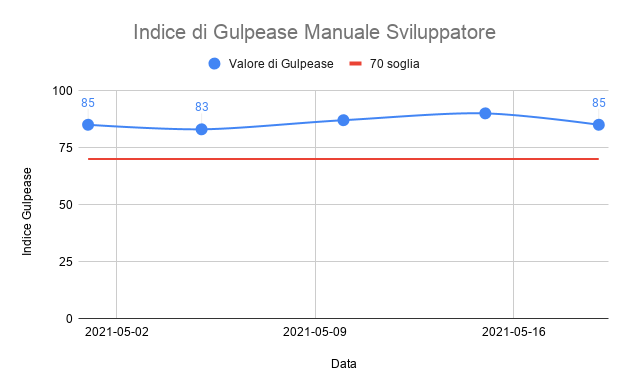 Indice di Gulpease Manuale Sviluppatore
Valore di Gulpease 70 soglia
100
85 83 85
75
50
25
0
Indice Gulpease
2021-05-02 2021-05-09 2021-05-16
Data